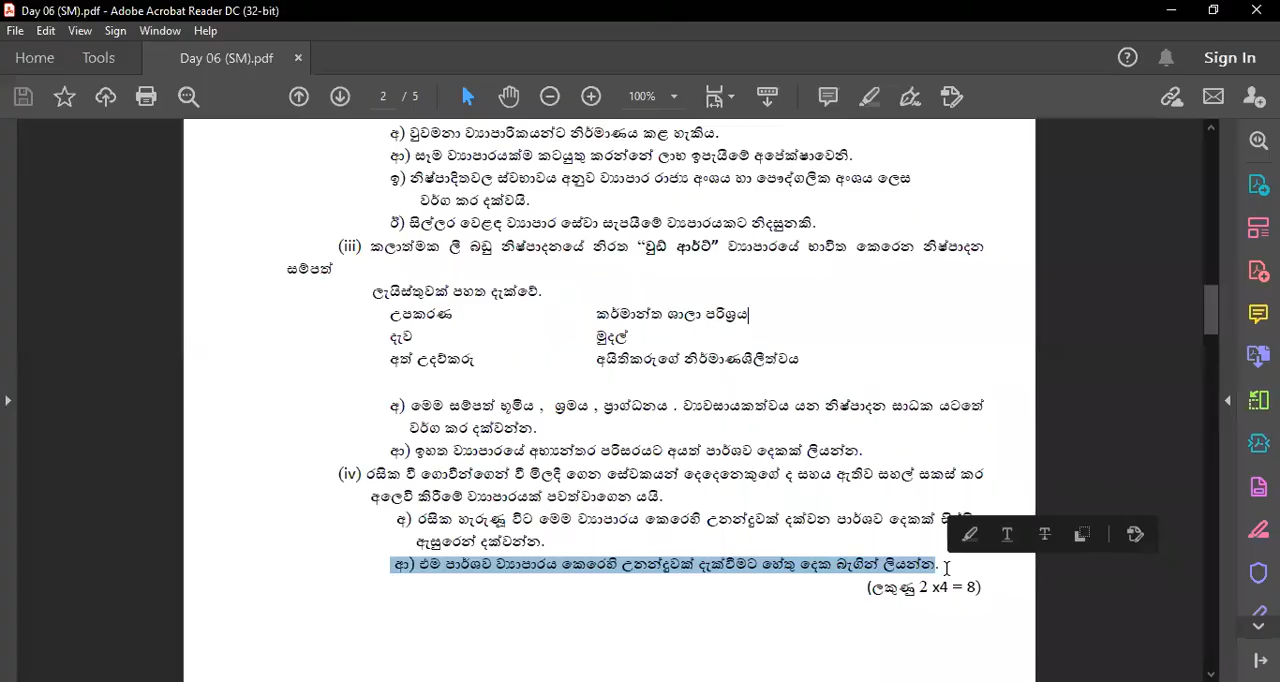 Day 06 (SM).pdf - Adobe Acrobat Reader DC (32-bit)
File Edit View Sign Window Help
Home Tools Day 06 (SM).pdf × Sign In
2 / 5 100%
අ) වුවමනා ව්‍යාපාරිකයන්ට නිර්මාණය කළ හැකිය.
ආ) සෑම ව්‍යාපාරයක්ම කටයුතු කරන්නේ ලාභ ඉපැයීමේ අපේක්ෂාවෙනි.
ඉ) නිෂ්පාදිතවල ස්වභාවය අනුව ව්‍යාපාර රාජ්‍ය අංශය හා පෞද්ගලික අංශය ලෙස
වර්ග කර දක්වයි.
ඊ) සිල්ලර වෙළඳ ව්‍යාපාර සේවා සැපයීමේ ව්‍යපාරයකට නිදසුනකි.
(iii) කලාත්මක ලී බඩු නිෂ්පාදනයේ නිරත “වුඩ් ආර්ට්” ව්‍යාපාරයේ භාවිත කෙරෙන නිෂ්පාදන
සම්පත්
ලැයිස්තුවක් පහත දැක්වේ.
උපකරණ කර්මාන්ත ශාලා පරිශ්‍රය
දැව මුදල්
අත් උදව්කරු අයිතිකරුගේ නිර්මාණශීලීත්වය
අ) මෙම සම්පත් භූමිය , ශ්‍රමය , ප්‍රාග්ධනය . ව්‍යවසායකත්වය යන නිෂ්පාදන සාධක යටතේ
වර්ග කර දක්වන්න.
ආ) ඉහත ව්‍යාපාරයේ අභ්‍යන්තර පරිසරයට අයත් පාර්ශව දෙකක් ලියන්න.
(iv) රසික වී ගොවීන්ගෙන් වී මිලදී ගෙන සේවකයන් දෙදෙනෙකුගේ ද සහය ඇතිව සහල් සකස් කර
අලෙවි කිරීමේ ව්‍යාපාරයක් පවත්වාගෙන යයි.
අ) රසික හැරුණු විට මෙම ව්‍යාපාරය කෙරෙහි උනන්දුවක් දක්වන පාර්ශව දෙකක්
ඇසුරෙන් දක්වන්න.
ආ) එම පාර්ශව ව්‍යාපාරය කෙරෙහි උනන්දුවක් දැක්වීමට හේතු දෙක බැගින් ලියන්න.
(ලකුණු 2 x4 = 8)